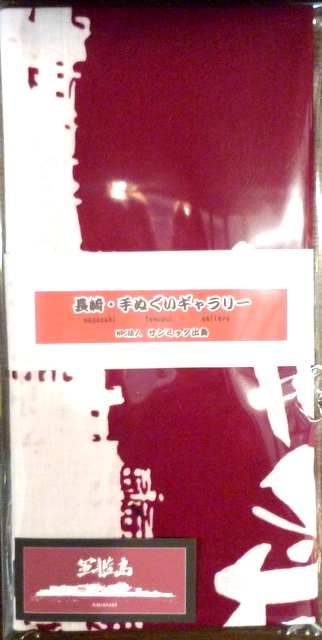 長崎・手ぬぐいギャラリー
nagasaki tenugui gallery
NPO法人 サンミック出島
軍艦島
NAGASAKI